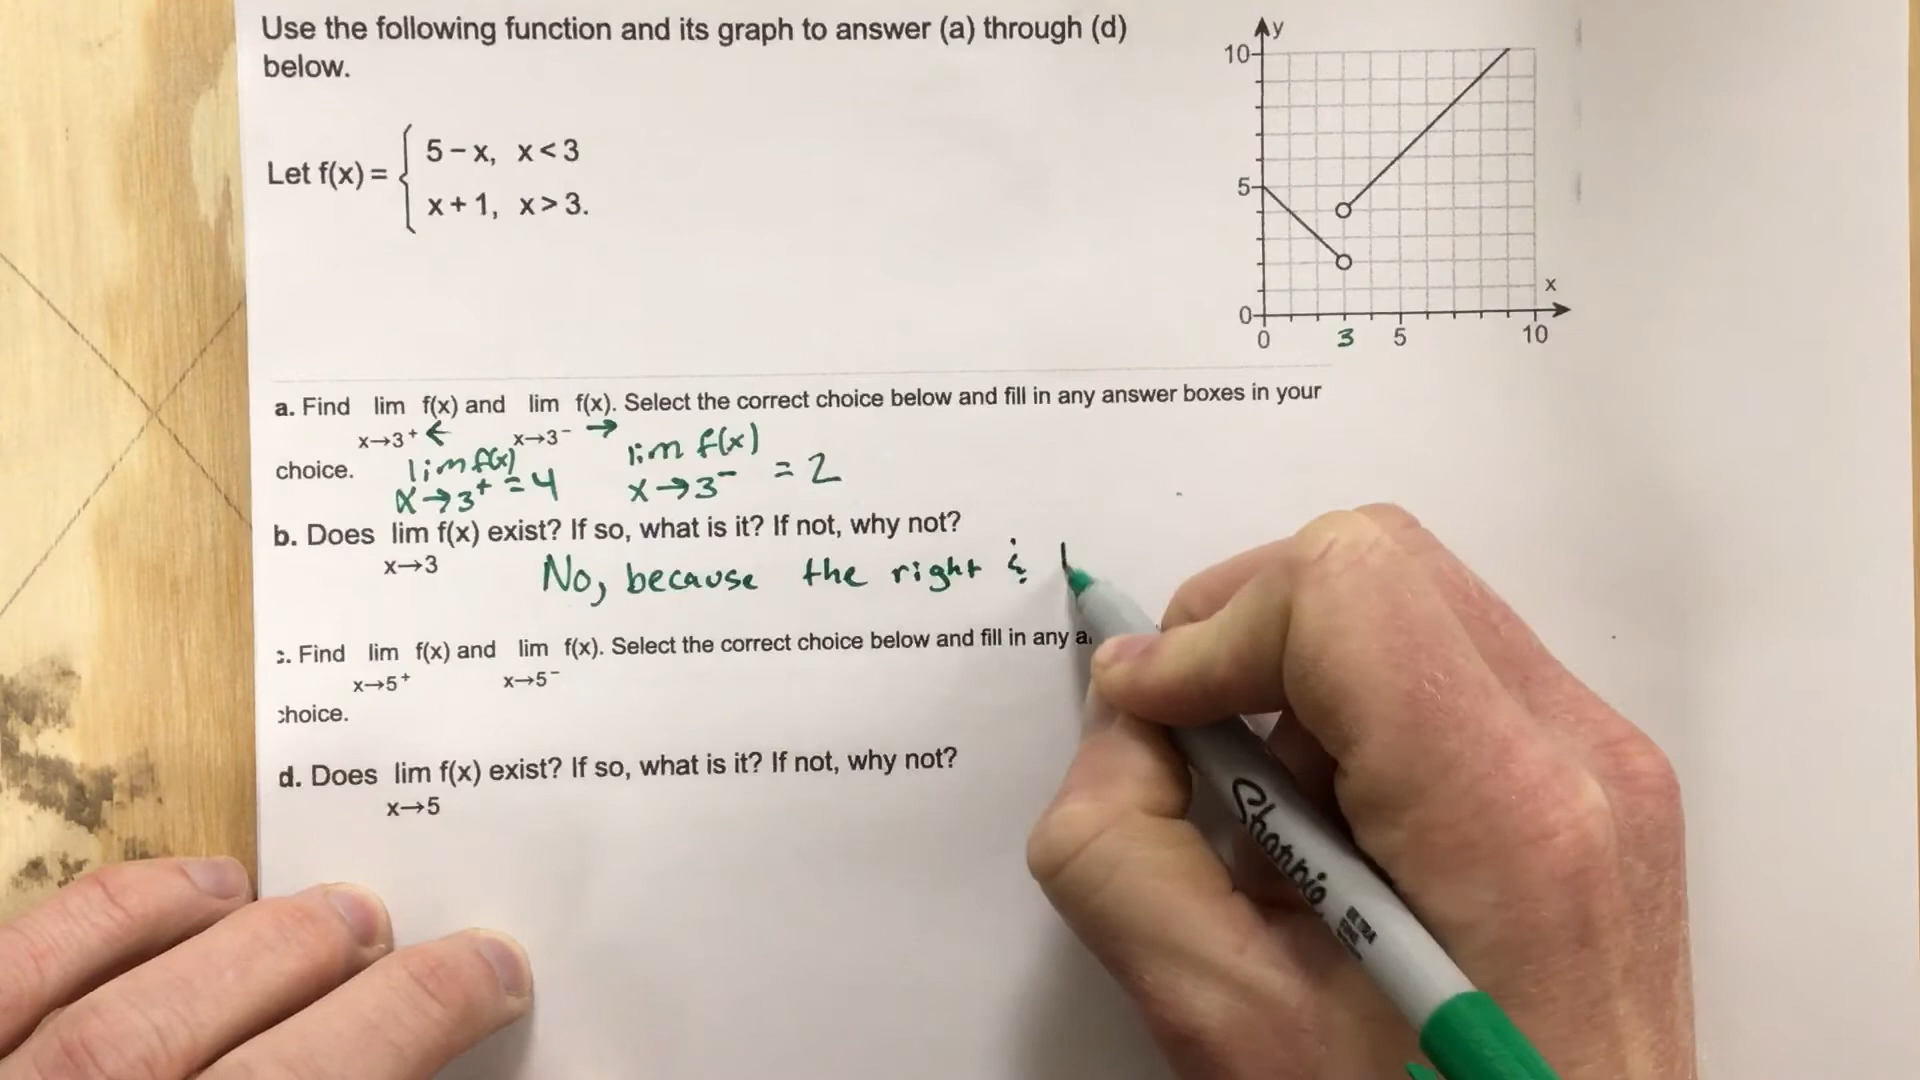 Use the following function and its graph to answer (a) through (d)
below.
Let f(x) = { 5 − x, x < 3
x + 1, x > 3.
y
10
5
0
x
0 3 5 10
a. Find lim f(x) and lim f(x). Select the correct choice below and fill in any answer boxes in your
x→3⁺ ← x→3⁻ →
choice.
lim f(x) = 4
x→3⁺
lim f(x) = 2
x→3⁻
b. Does lim f(x) exist? If so, what is it? If not, why not?
x→3
No, because the right &
c. Find lim f(x) and lim f(x). Select the correct choice below and fill in any
x→5⁺ x→5⁻
choice.
d. Does lim f(x) exist? If so, what is it? If not, why not?
x→5
Sharpie